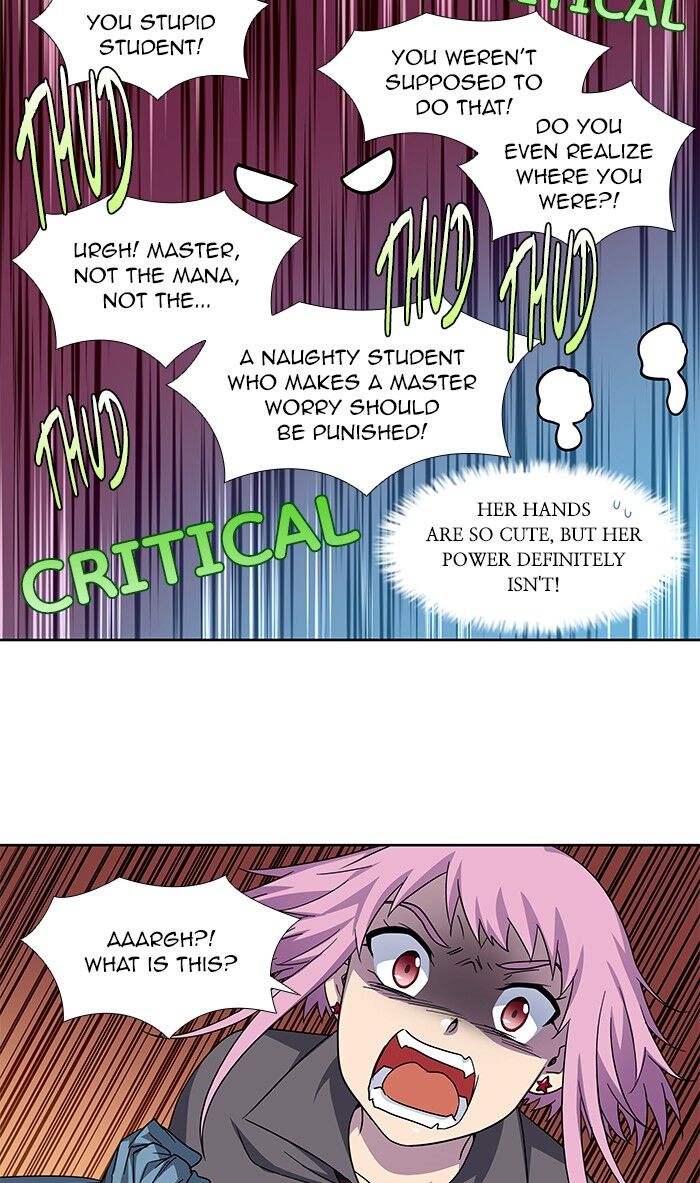 CRITICAL
YOU STUPID
STUDENT!
YOU WEREN'T
SUPPOSED TO
DO THAT!
THUD
DO YOU
EVEN REALIZE
WHERE YOU
WERE?!
URGH! MASTER,
NOT THE MANA,
NOT THE...
THUD
THUD
A NAUGHTY STUDENT
WHO MAKES A MASTER
WORRY SHOULD
BE PUNISHED!
THUD
CRITICAL
HER HANDS
ARE SO CUTE, BUT HER
POWER DEFINITELY
ISN'T!
AAARGH?!
WHAT IS THIS?